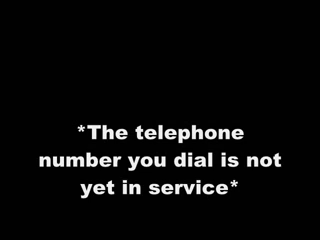 *The telephone
number you dial is not
yet in service*